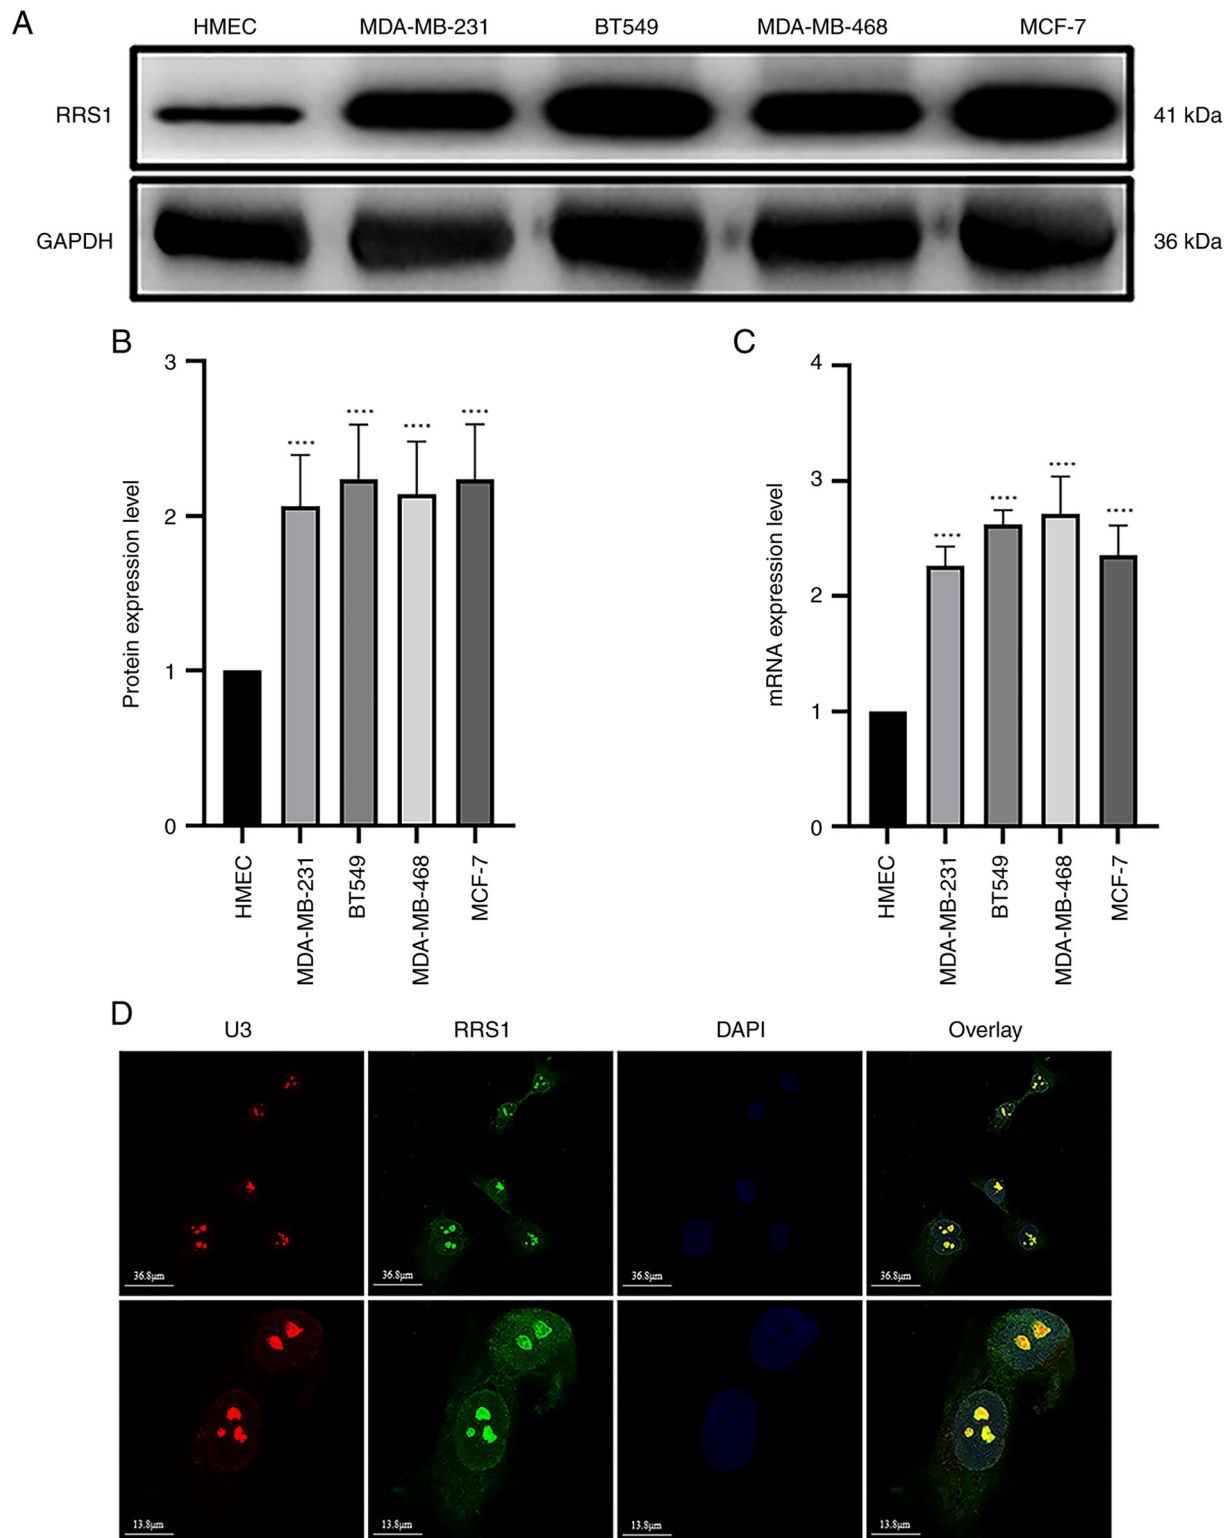 A
HMEC MDA-MB-231 BT549 MDA-MB-468 MCF-7
RRS1 41 kDa
GAPDH 36 kDa
B
3
2
1
0
Protein expression level
**** **** **** ****
HMEC MDA-MB-231 BT549 MDA-MB-468 MCF-7
C
4
3
2
1
0
mRNA expression level
**** **** **** ****
HMEC MDA-MB-231 BT549 MDA-MB-468 MCF-7
D
U3 RRS1 DAPI Overlay
36.8μm 36.8μm 36.8μm 36.8μm
13.8μm 13.8μm 13.8μm 13.8μm